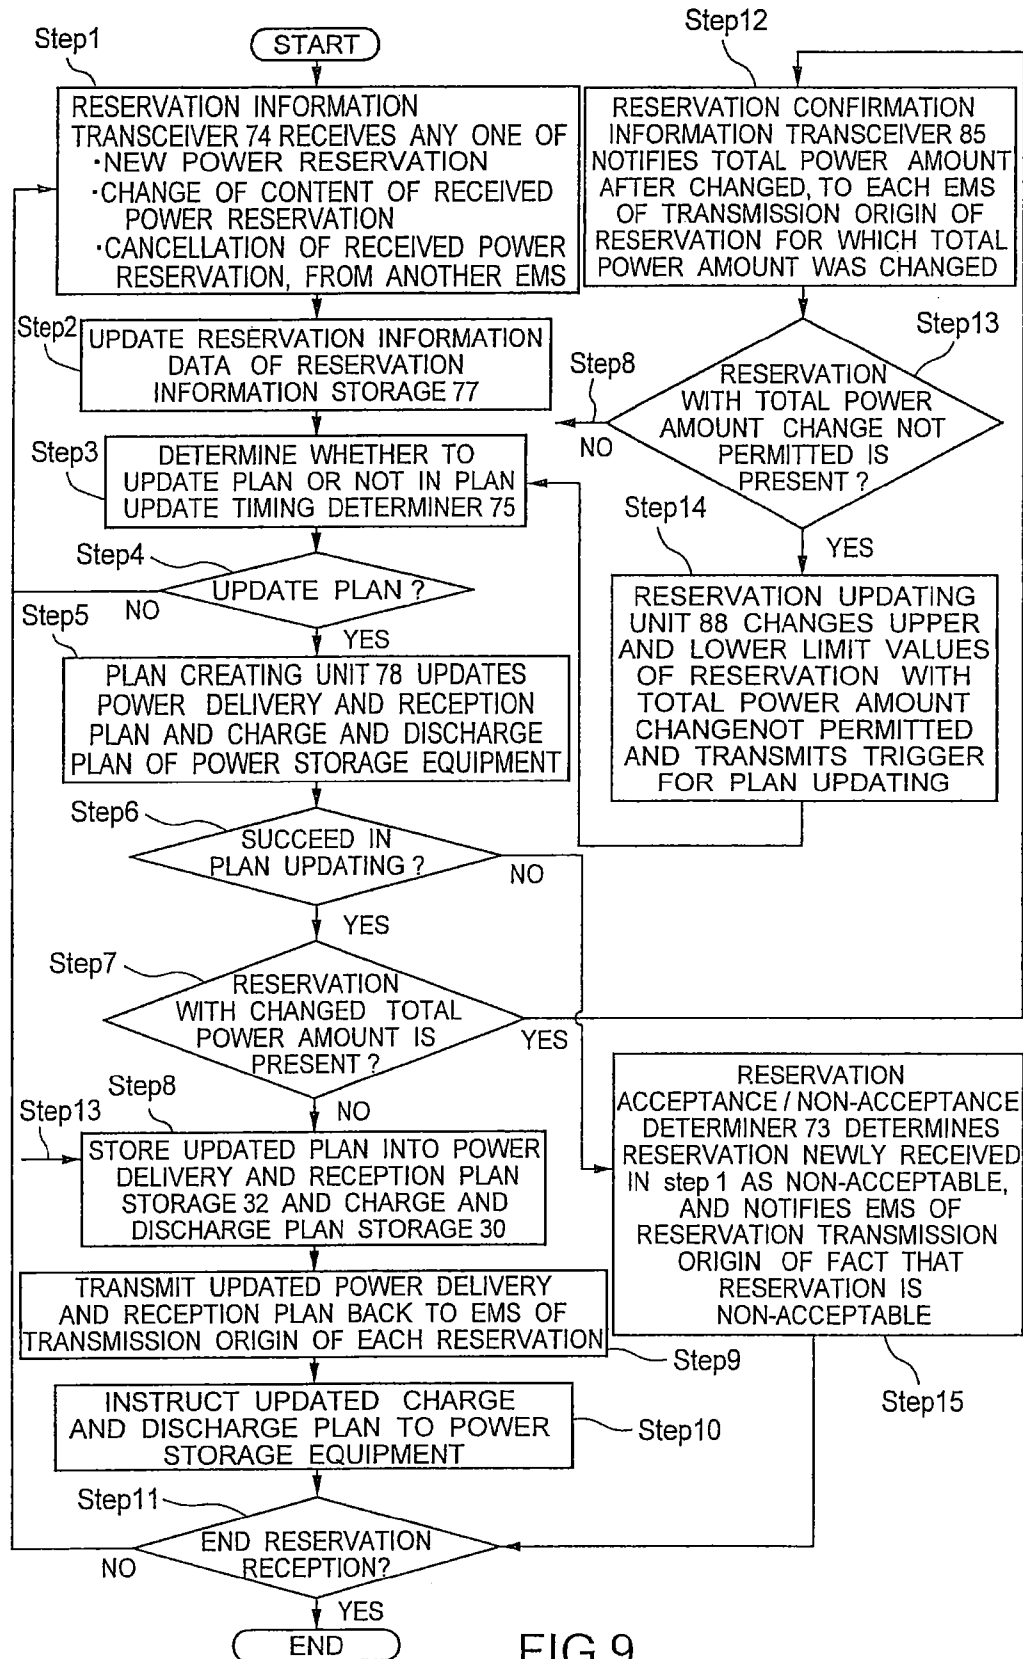 Step1
START
RESERVATION INFORMATION
TRANSCEIVER 74 RECEIVES ANY ONE OF
·NEW POWER RESERVATION
·CHANGE OF CONTENT OF RECEIVED
POWER RESERVATION
·CANCELLATION OF RECEIVED POWER
RESERVATION, FROM ANOTHER EMS
Step2
UPDATE RESERVATION INFORMATION
DATA OF RESERVATION
INFORMATION STORAGE 77
Step3
DETERMINE WHETHER TO
UPDATE PLAN OR NOT IN PLAN
UPDATE TIMING DETERMINER 75
Step4
UPDATE PLAN ?
NO
YES
Step5
PLAN CREATING UNIT 78 UPDATES
POWER DELIVERY AND RECEPTION
PLAN AND CHARGE AND DISCHARGE
PLAN OF POWER STORAGE EQUIPMENT
Step6
SUCCEED IN
PLAN UPDATING ?
NO
YES
Step7
RESERVATION
WITH CHANGED TOTAL
POWER AMOUNT IS
PRESENT ?
YES
NO
Step8
Step13
STORE UPDATED PLAN INTO POWER
DELIVERY AND RECEPTION PLAN
STORAGE 32 AND CHARGE AND
DISCHARGE PLAN STORAGE 30
TRANSMIT UPDATED POWER DELIVERY
AND RECEPTION PLAN BACK TO EMS OF
TRANSMISSION ORIGIN OF EACH RESERVATION
Step9
INSTRUCT UPDATED CHARGE
AND DISCHARGE PLAN TO POWER
STORAGE EQUIPMENT
Step10
Step11
END RESERVATION
RECEPTION?
NO
YES
END
Step12
RESERVATION CONFIRMATION
INFORMATION TRANSCEIVER 85
NOTIFIES TOTAL POWER AMOUNT
AFTER CHANGED, TO EACH EMS
OF TRANSMISSION ORIGIN OF
RESERVATION FOR WHICH TOTAL
POWER AMOUNT WAS CHANGED
Step13
Step8
NO
RESERVATION
WITH TOTAL POWER
AMOUNT CHANGE NOT
PERMITTED IS
PRESENT ?
YES
Step14
RESERVATION UPDATING
UNIT 88 CHANGES UPPER
AND LOWER LIMIT VALUES
OF RESERVATION WITH
TOTAL POWER AMOUNT
CHANGENOT PERMITTED
AND TRANSMITS TRIGGER
FOR PLAN UPDATING
RESERVATION
ACCEPTANCE / NON-ACCEPTANCE
DETERMINER 73 DETERMINES
RESERVATION NEWLY RECEIVED
IN step 1 AS NON-ACCEPTABLE,
AND NOTIFIES EMS OF
RESERVATION TRANSMISSION
ORIGIN OF FACT THAT
RESERVATION IS
NON-ACCEPTABLE
Step15
FIG.9